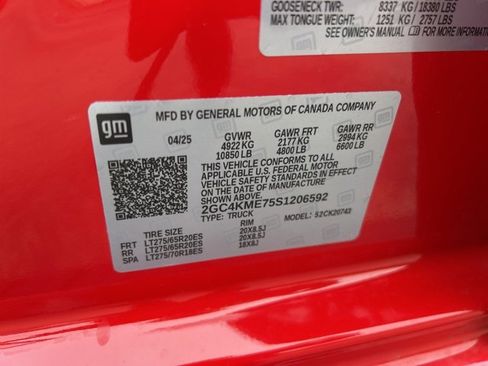 GOOSENECK TWR: 8337 KG / 18380 LBS
MAX TONGUE WEIGHT: 1251 KG / 2757 LBS
SEE OWNER'S MANUAL FOR MORE INFORMATION
gm
MFD BY GENERAL MOTORS OF CANADA COMPANY
04/25 GVWR GAWR FRT GAWR RR
4922 KG 2177 KG 2994 KG
10850 LB 4800 LB 6600 LB
THIS VEHICLE CONFORMS TO ALL
APPLICABLE U.S. FEDERAL MOTOR
VEHICLE SAFETY STANDARDS
IN EFFECT ON THE
DATE OF MANUFACTURE
2GC4KME75S1206592
TYPE: TRUCK MODEL: 52CK20743
TIRE SIZE RIM
FRT LT275/65R20ES 20X8.5J
RR LT275/65R20ES 20X8.5J
SPA LT275/70R18ES 18X8J